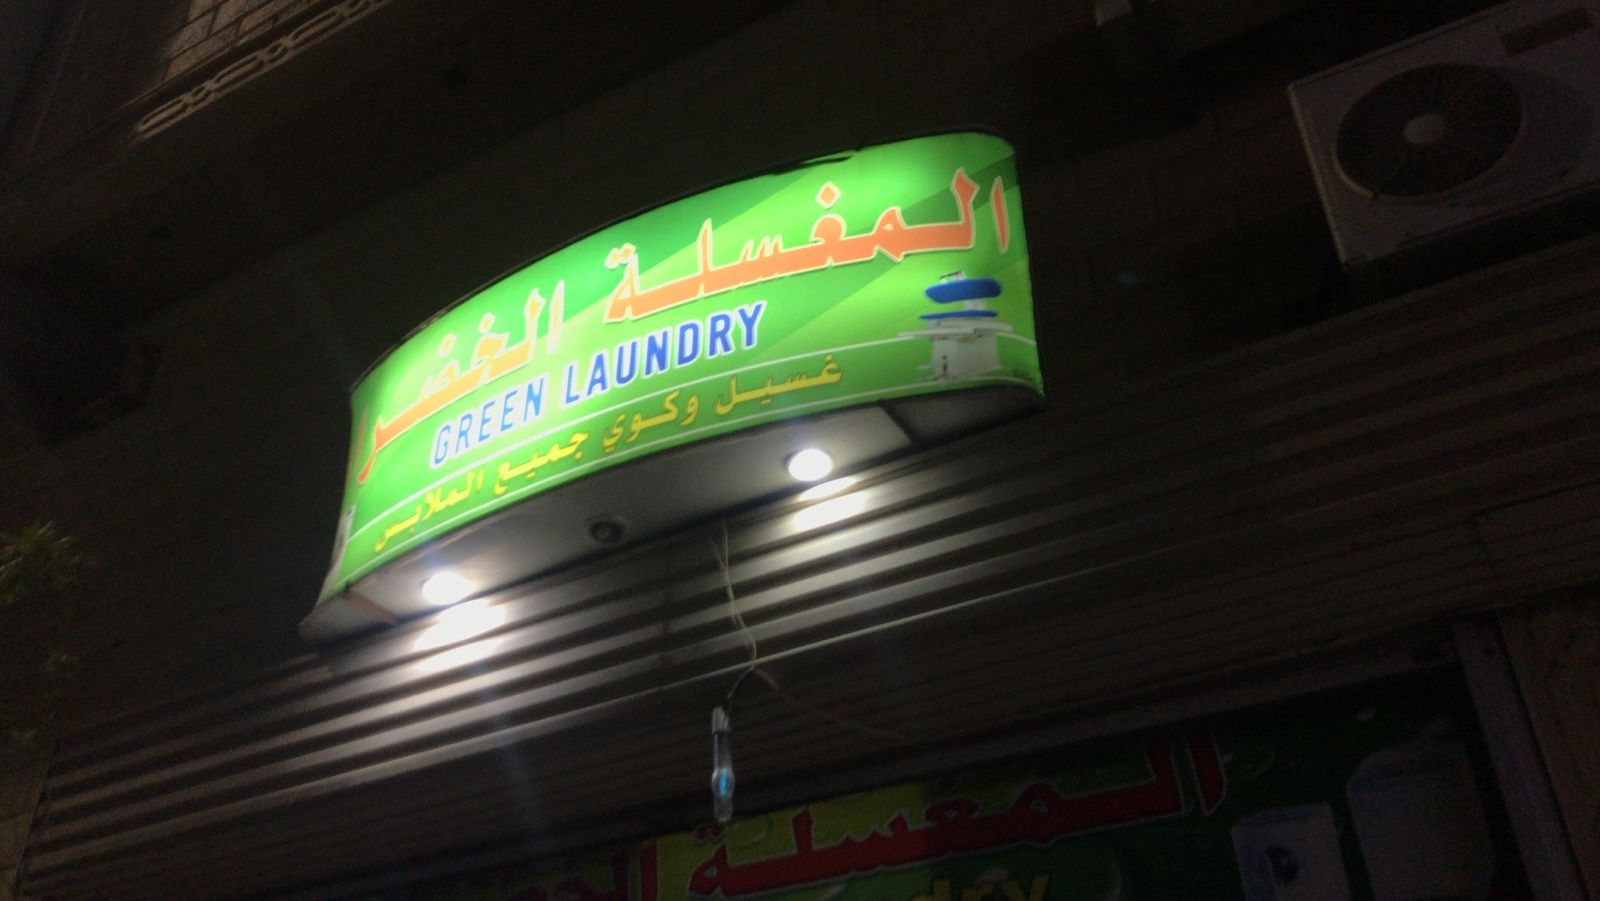 المغسلة الخضرا
GREEN LAUNDRY
غسيل وكوي جميع الملابس
المغسلة